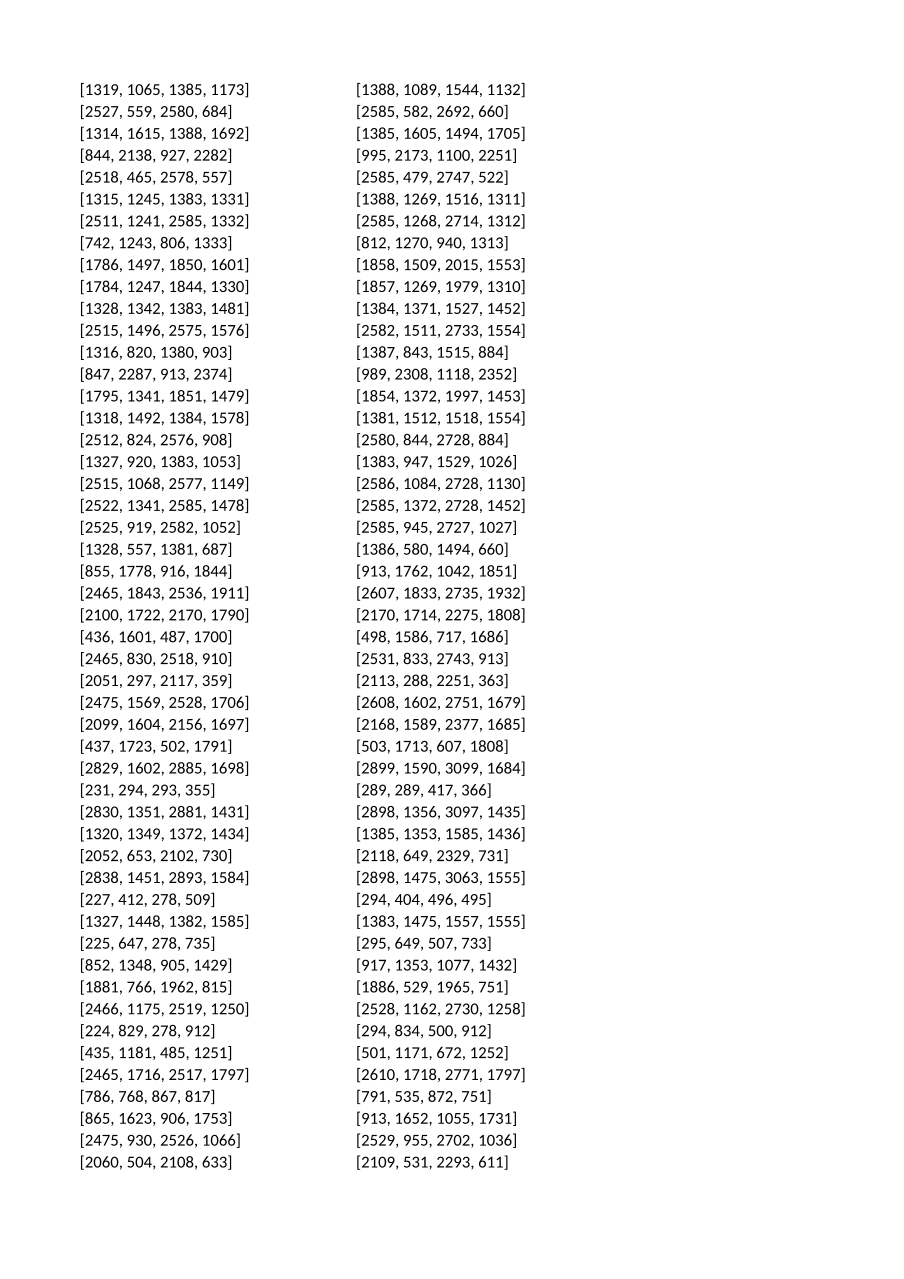 [1319, 1065, 1385, 1173] [1388, 1089, 1544, 1132]
[2527, 559, 2580, 684] [2585, 582, 2692, 660]
[1314, 1615, 1388, 1692] [1385, 1605, 1494, 1705]
[844, 2138, 927, 2282] [995, 2173, 1100, 2251]
[2518, 465, 2578, 557] [2585, 479, 2747, 522]
[1315, 1245, 1383, 1331] [1388, 1269, 1516, 1311]
[2511, 1241, 2585, 1332] [2585, 1268, 2714, 1312]
[742, 1243, 806, 1333] [812, 1270, 940, 1313]
[1786, 1497, 1850, 1601] [1858, 1509, 2015, 1553]
[1784, 1247, 1844, 1330] [1857, 1269, 1979, 1310]
[1328, 1342, 1383, 1481] [1384, 1371, 1527, 1452]
[2515, 1496, 2575, 1576] [2582, 1511, 2733, 1554]
[1316, 820, 1380, 903] [1387, 843, 1515, 884]
[847, 2287, 913, 2374] [989, 2308, 1118, 2352]
[1795, 1341, 1851, 1479] [1854, 1372, 1997, 1453]
[1318, 1492, 1384, 1578] [1381, 1512, 1518, 1554]
[2512, 824, 2576, 908] [2580, 844, 2728, 884]
[1327, 920, 1383, 1053] [1383, 947, 1529, 1026]
[2515, 1068, 2577, 1149] [2586, 1084, 2728, 1130]
[2522, 1341, 2585, 1478] [2585, 1372, 2728, 1452]
[2525, 919, 2582, 1052] [2585, 945, 2727, 1027]
[1328, 557, 1381, 687] [1386, 580, 1494, 660]
[855, 1778, 916, 1844] [913, 1762, 1042, 1851]
[2465, 1843, 2536, 1911] [2607, 1833, 2735, 1932]
[2100, 1722, 2170, 1790] [2170, 1714, 2275, 1808]
[436, 1601, 487, 1700] [498, 1586, 717, 1686]
[2465, 830, 2518, 910] [2531, 833, 2743, 913]
[2051, 297, 2117, 359] [2113, 288, 2251, 363]
[2475, 1569, 2528, 1706] [2608, 1602, 2751, 1679]
[2099, 1604, 2156, 1697] [2168, 1589, 2377, 1685]
[437, 1723, 502, 1791] [503, 1713, 607, 1808]
[2829, 1602, 2885, 1698] [2899, 1590, 3099, 1684]
[231, 294, 293, 355] [289, 289, 417, 366]
[2830, 1351, 2881, 1431] [2898, 1356, 3097, 1435]
[1320, 1349, 1372, 1434] [1385, 1353, 1585, 1436]
[2052, 653, 2102, 730] [2118, 649, 2329, 731]
[2838, 1451, 2893, 1584] [2898, 1475, 3063, 1555]
[227, 412, 278, 509] [294, 404, 496, 495]
[1327, 1448, 1382, 1585] [1383, 1475, 1557, 1555]
[225, 647, 278, 735] [295, 649, 507, 733]
[852, 1348, 905, 1429] [917, 1353, 1077, 1432]
[1881, 766, 1962, 815] [1886, 529, 1965, 751]
[2466, 1175, 2519, 1250] [2528, 1162, 2730, 1258]
[224, 829, 278, 912] [294, 834, 500, 912]
[435, 1181, 485, 1251] [501, 1171, 672, 1252]
[2465, 1716, 2517, 1797] [2610, 1718, 2771, 1797]
[786, 768, 867, 817] [791, 535, 872, 751]
[865, 1623, 906, 1753] [913, 1652, 1055, 1731]
[2475, 930, 2526, 1066] [2529, 955, 2702, 1036]
[2060, 504, 2108, 633] [2109, 531, 2293, 611]